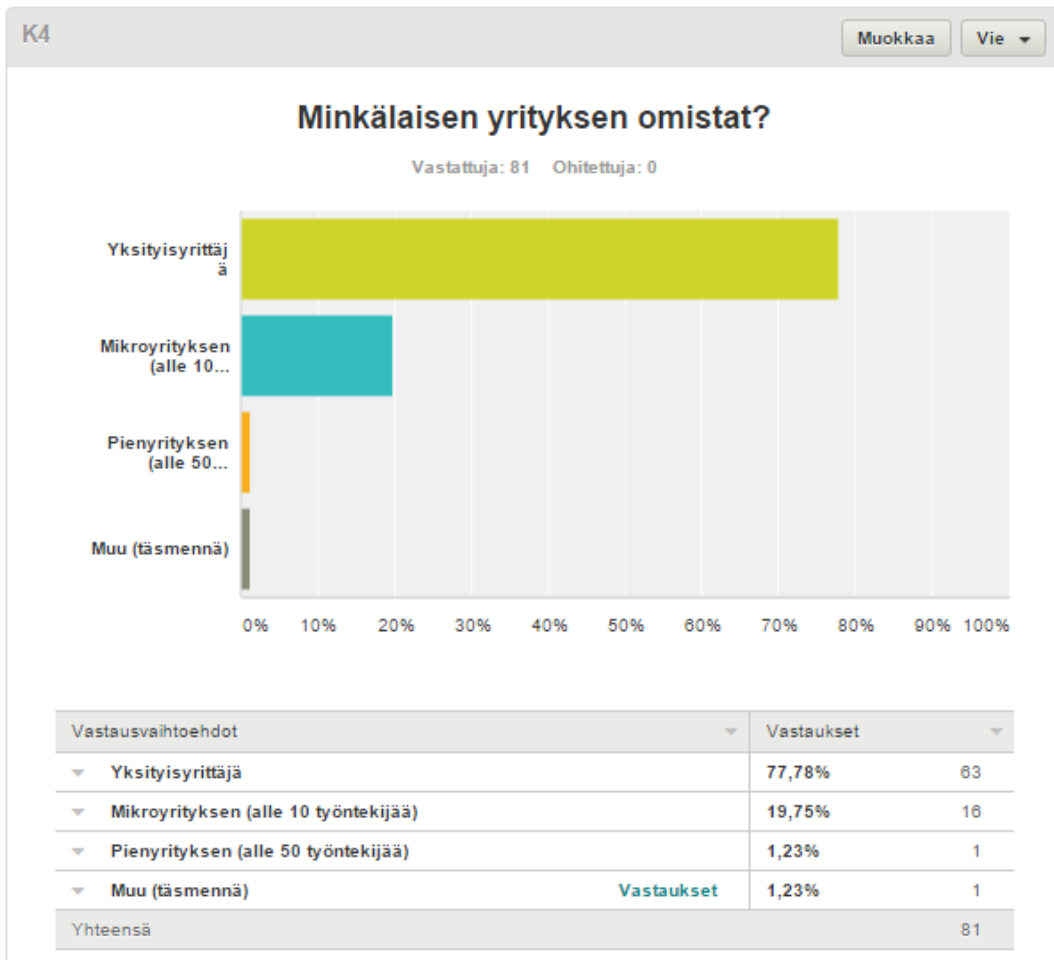 K4
Muokkaa
Vie
Minkälaisen yrityksen omistat?
Vastattuja: 81 Ohitettuja: 0
Yksityisyrittäj
ä
Mikroyrityksen
(alle 10...
Pienyrityksen
(alle 50...
Muu (täsmennä)
0% 10% 20% 30% 40% 50% 60% 70% 80% 90% 100%
Vastausvaihtoehdot Vastaukset
Yksityisyrittäjä 77,78% 63
Mikroyrityksen (alle 10 työntekijää) 19,75% 16
Pienyrityksen (alle 50 työntekijää) 1,23% 1
Muu (täsmennä) Vastaukset 1,23% 1
Yhteensä 81